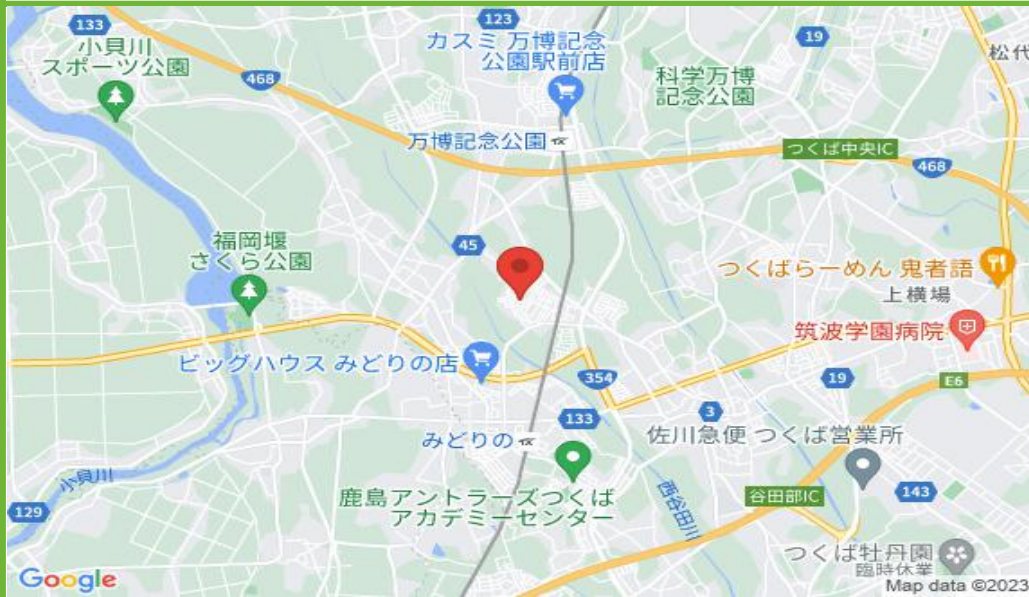 133
123
小貝川
スポーツ公園
カスミ 万博記念
公園駅前店
19
松代
468
科学万博
記念公園
万博記念公園
つくば中央IC
468
福岡堰
さくら公園
45
つくばらーめん 鬼者語
上横場
筑波学園病院
ビッグハウス みどりの店
354
19
E6
133
3
みどりの
佐川急便 つくば営業所
小貝川
鹿島アントラーズつくば
アカデミーセンター
西谷田川
谷田部IC
143
129
つくば牡丹園
臨時休業
Google
Map data ©2023